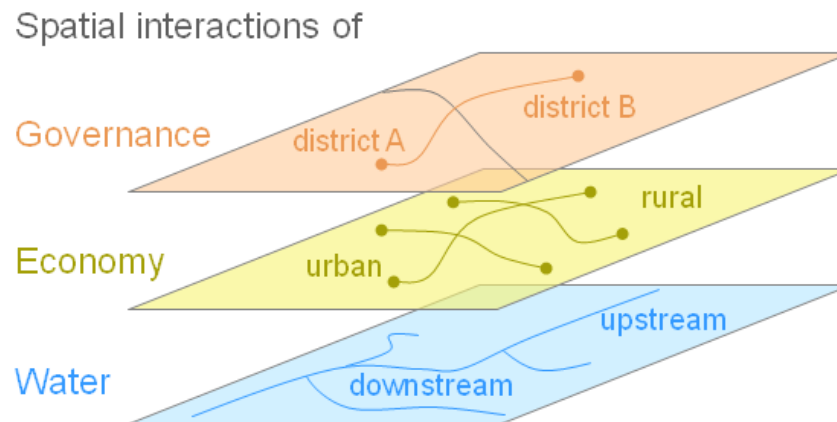 Spatial interactions of
Governance
district A
district B
Economy
urban
rural
Water
downstream
upstream